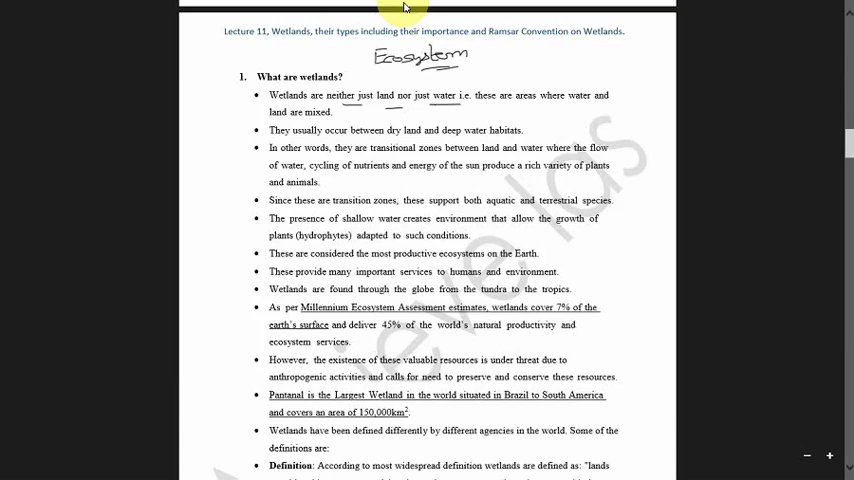 Lecture 11, Wetlands, their types including their importance and Ramsar Convention on Wetlands.
Ecosystem
1. What are wetlands?
• Wetlands are neither just land nor just water i.e. these are areas where water and
land are mixed.
• They usually occur between dry land and deep water habitats.
• In other words, they are transitional zones between land and water where the flow
of water, cycling of nutrients and energy of the sun produce a rich variety of plants
and animals.
• Since these are transition zones, these support both aquatic and terrestrial species.
• The presence of shallow water creates environment that allow the growth of
plants (hydrophytes) adapted to such conditions.
• These are considered the most productive ecosystems on the Earth.
• These provide many important services to humans and environment.
• Wetlands are found through the globe from the tundra to the tropics.
• As per Millennium Ecosystem Assessment estimates, wetlands cover 7% of the
earth's surface and deliver 45% of the world's natural productivity and
ecosystem services.
• However, the existence of these valuable resources is under threat due to
anthropogenic activities and calls for need to preserve and conserve these resources.
• Pantanal is the Largest Wetland in the world situated in Brazil to South America
and covers an area of 150,000km².
• Wetlands have been defined differently by different agencies in the world. Some of the
definitions are:
• Definition: According to most widespread definition wetlands are defined as: "lands
ieve Ias